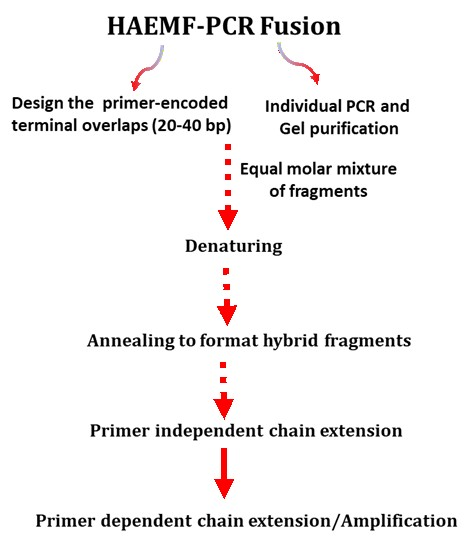 HAEMF-PCR Fusion
Design the primer-encoded
terminal overlaps (20-40 bp)
Individual PCR and
Gel purification
Equal molar mixture
of fragments
Denaturing
Annealing to format hybrid fragments
Primer independent chain extension
Primer dependent chain extension/Amplification